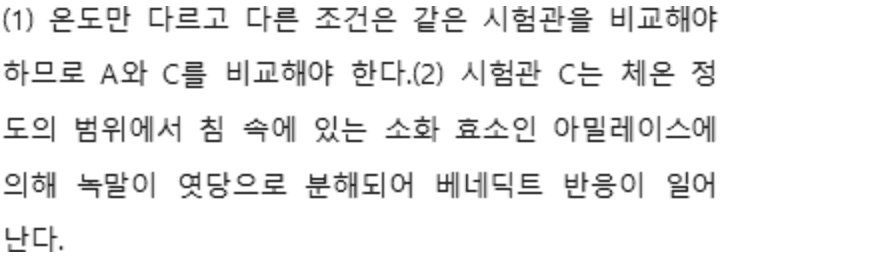 (1) 온도만 다르고 다른 조건은 같은 시험관을 비교해야
하므로 A와 C를 비교해야 한다.(2) 시험관 C는 체온 정
도의 범위에서 침 속에 있는 소화 효소인 아밀레이스에
의해 녹말이 엿당으로 분해되어 베네딕트 반응이 일어
난다.